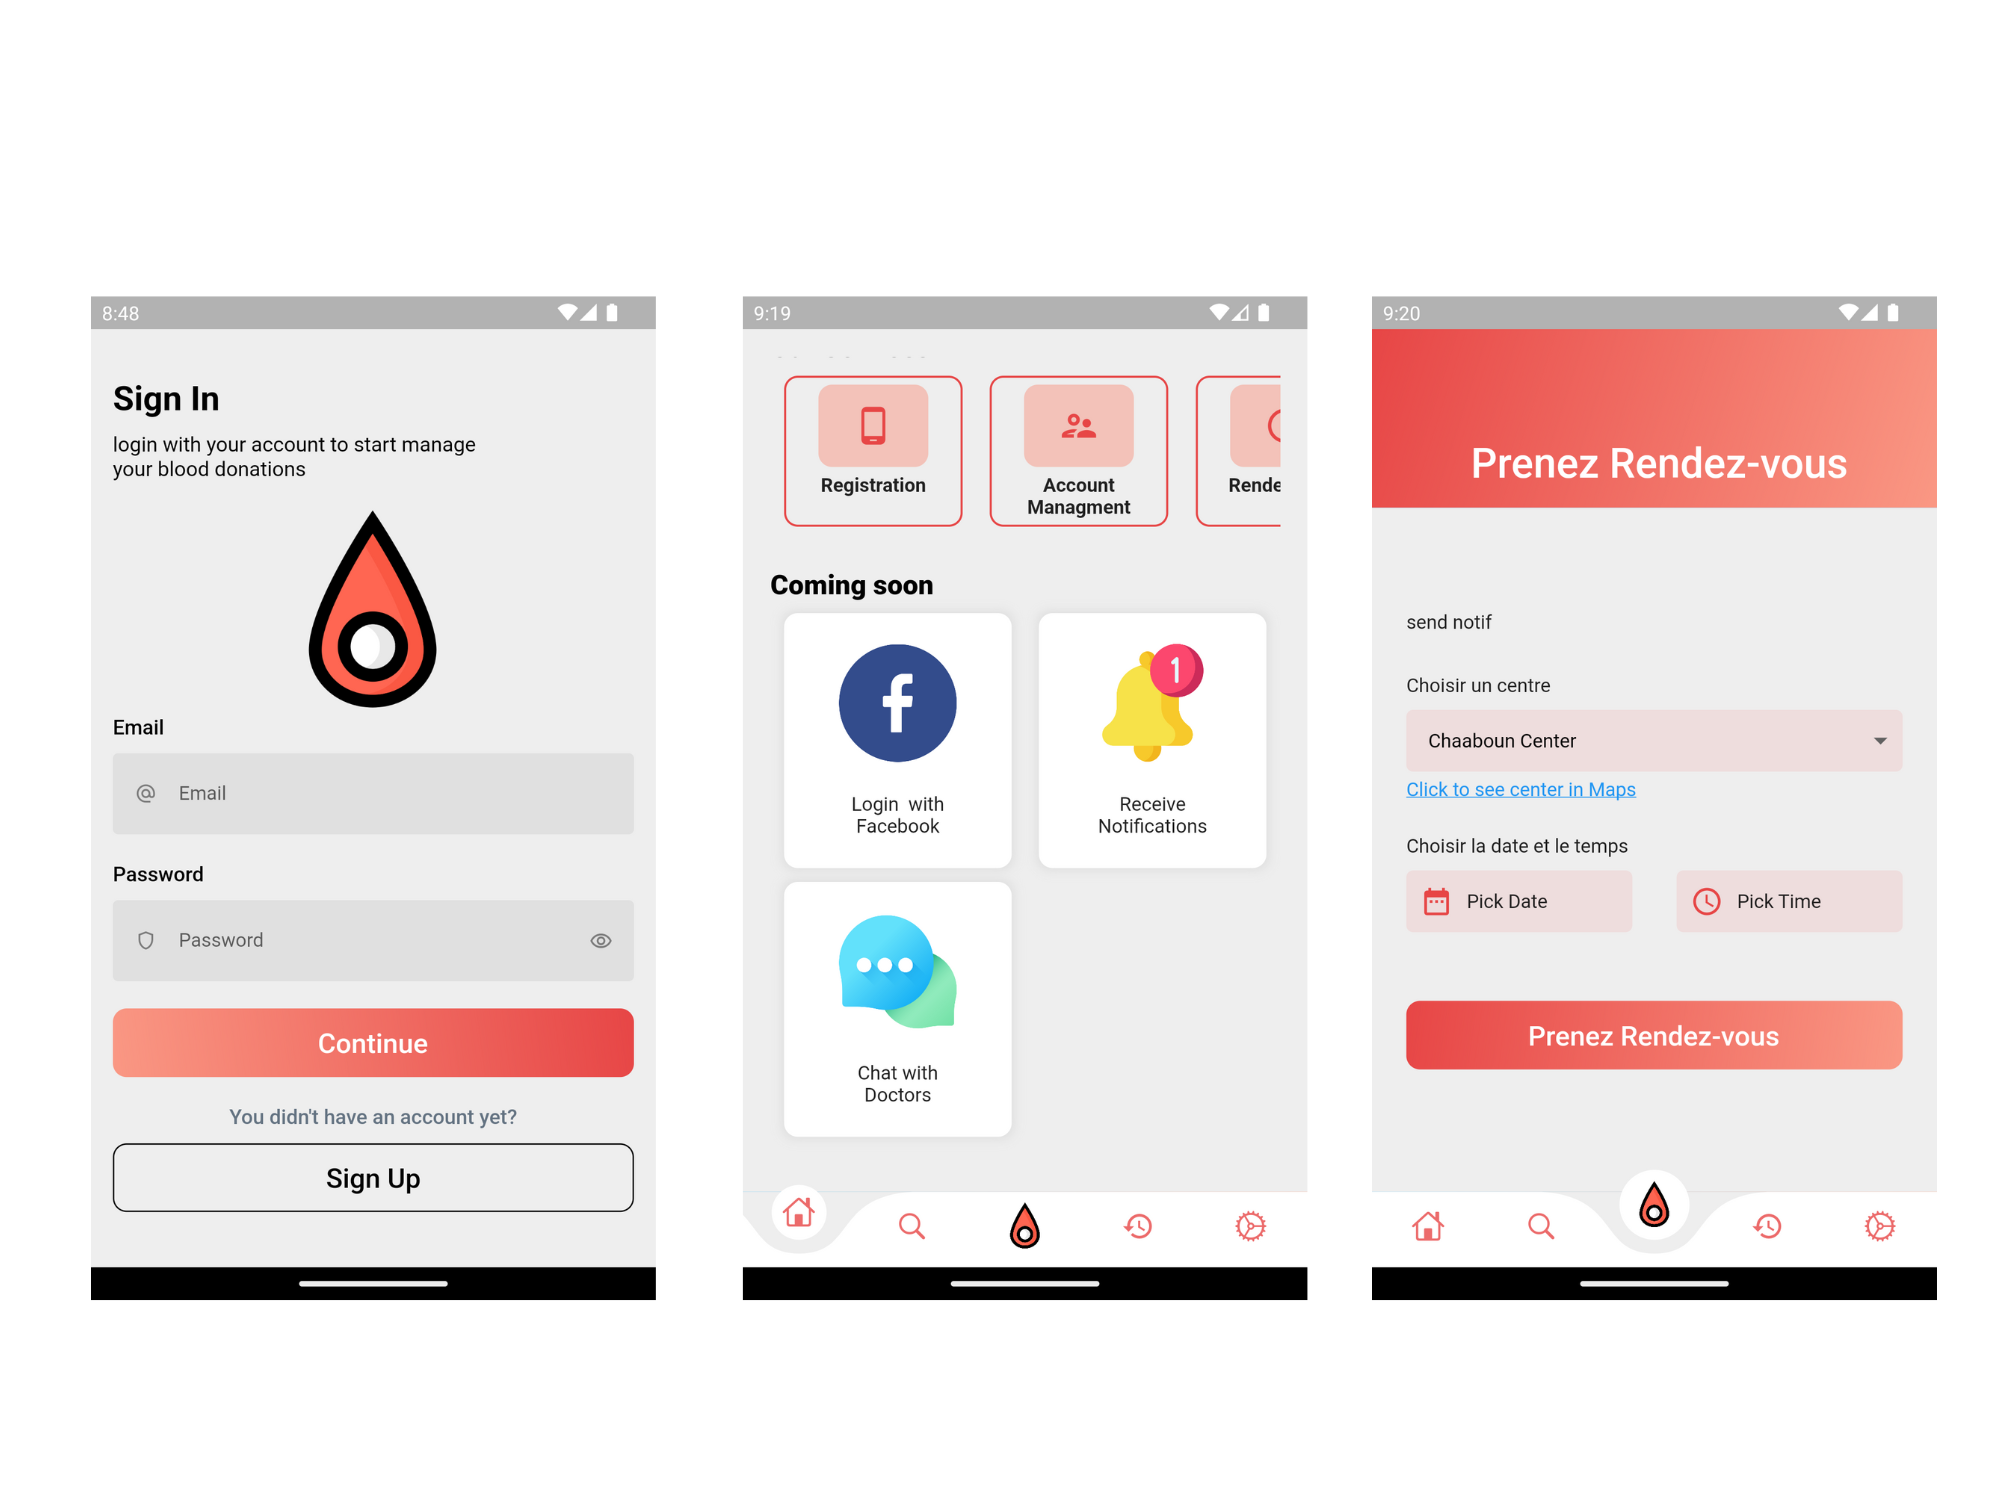 8:48
Sign In
login with your account to start manage
your blood donations
Email
Email
Password
Password
Continue
You didn't have an account yet?
Sign Up
9:19
Registration
Account
Managment
Rende
Coming soon
Login with
Facebook
1
Receive
Notifications
Chat with
Doctors
9:20
Prenez Rendez-vous
send notif
Choisir un centre
Chaaboun Center
Click to see center in Maps
Choisir la date et le temps
Pick Date
Pick Time
Prenez Rendez-vous